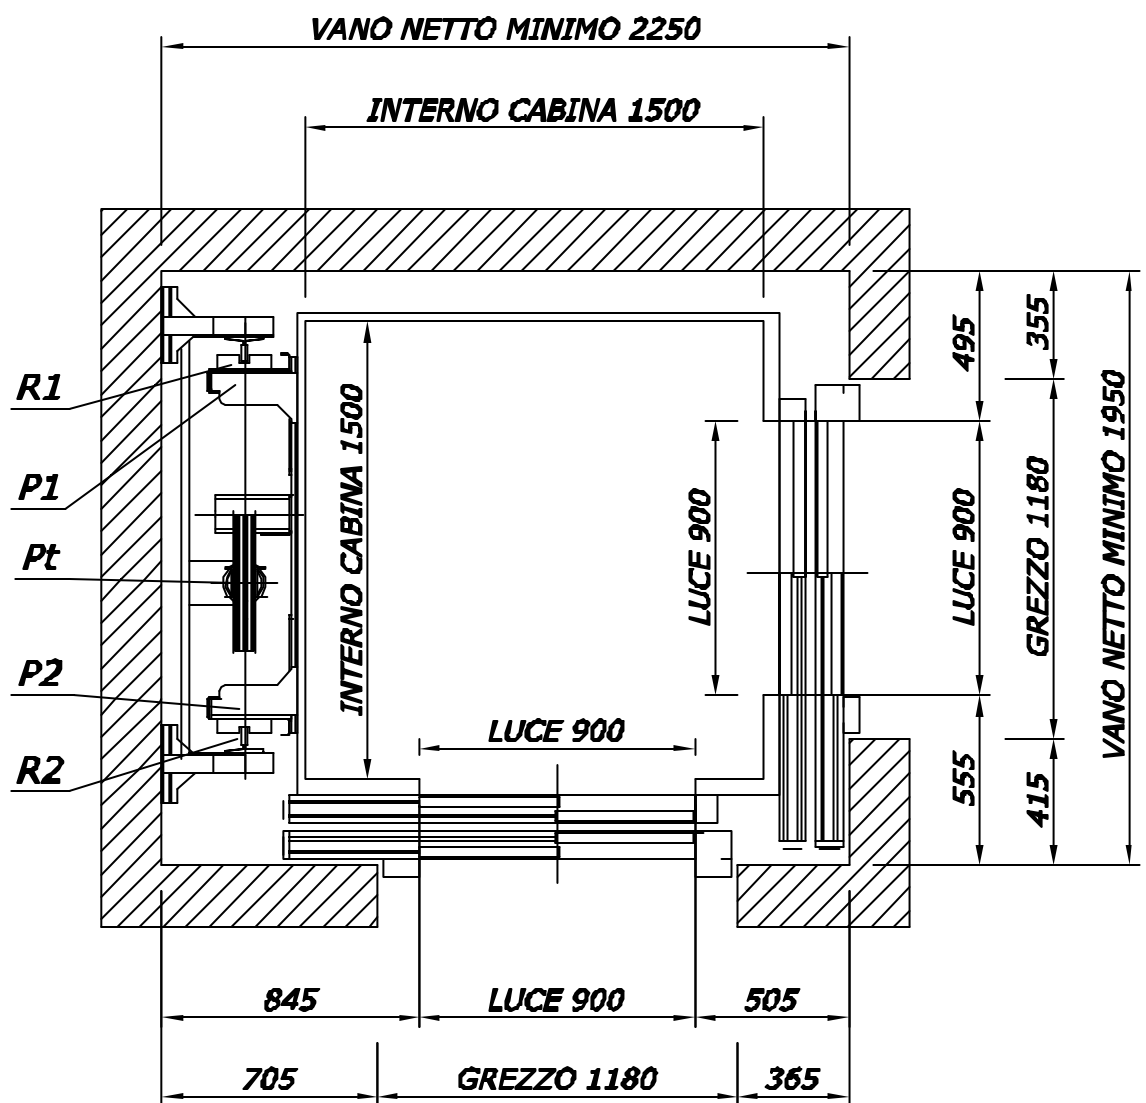 VANO NETTO MINIMO 2250
INTERNO CABINA 1500
R1
P1
Pt
P2
R2
INTERNO CABINA 1500
LUCE 900
LUCE 900
495
LUCE 900
555
355
GREZZO 1180
415
VANO NETTO MINIMO 1950
845
LUCE 900
505
705
GREZZO 1180
365